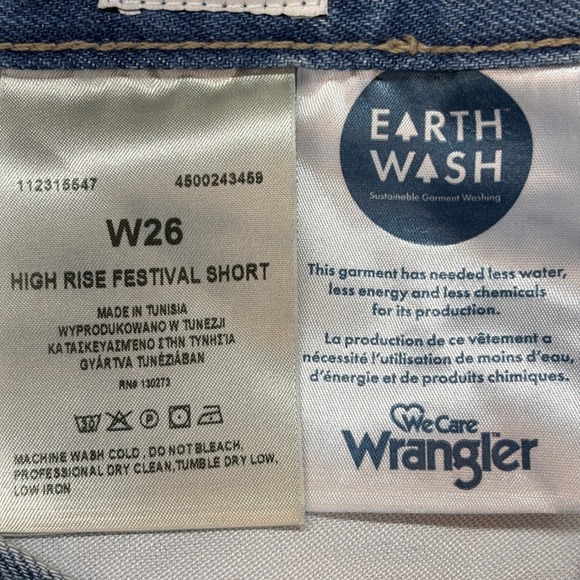 112315547 4500243459
W26
HIGH RISE FESTIVAL SHORT
MADE IN TUNISIA
WYPRODUKOWANO W TUNEZJI
ΚΑΤΑΣΚΕΥΑΣΜΕΝΟ ΣΤΗΝ ΤΥΝΗΣΙΑ
GYÁRTVA TUNÉZIÁBAN
RN# 130273
30 P
MACHINE WASH COLD , DO NOT BLEACH,
PROFESSIONAL DRY CLEAN, TUMBLE DRY LOW,
LOW IRON
EARTH™
WASH
Sustainable Garment Washing
This garment has needed less water,
less energy and less chemicals
for its production.
La production de ce vêtement a
nécessité l'utilisation de moins d'eau,
d'énergie et de produits chimiques.
We Care
Wrangler™